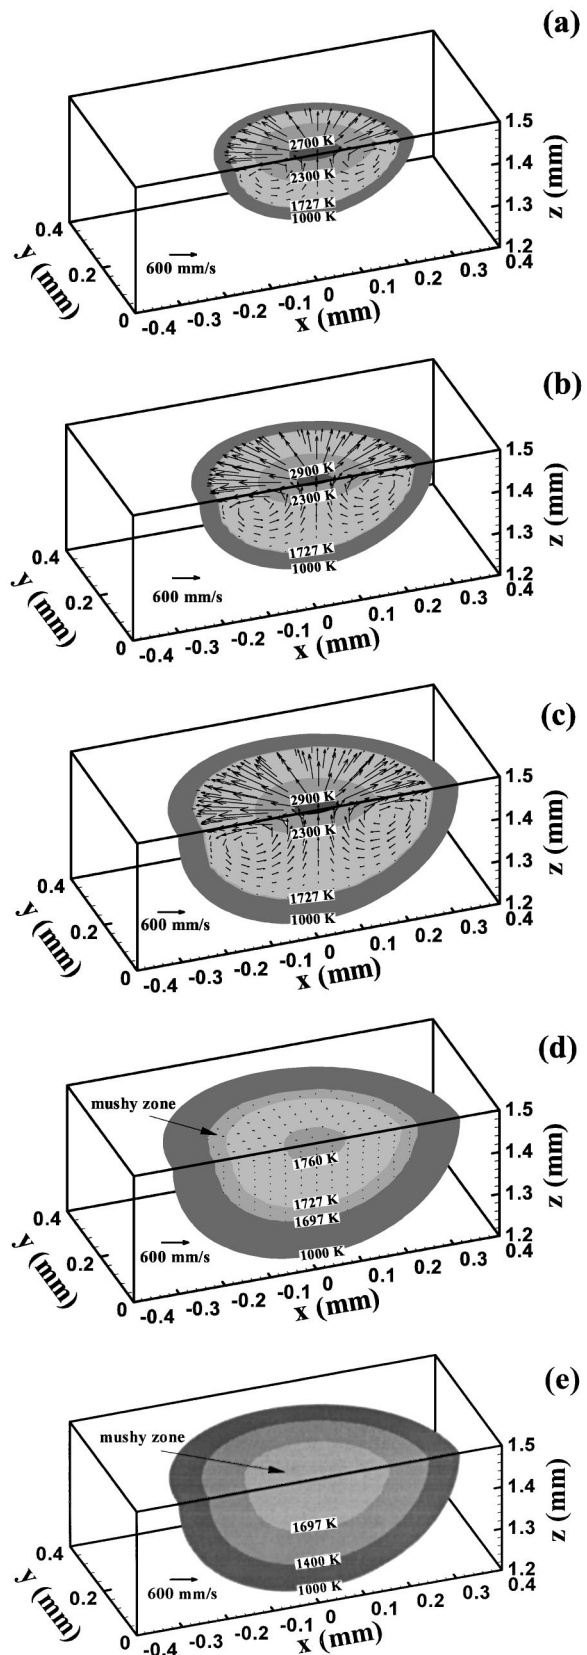 (a)
2700 K
2300 K
1727 K
1000 K
1.5
1.4
1.3
1.2
z (mm)
0.4
0.2
0
y (mm)
600 mm/s
-0.4 -0.3 -0.2 -0.1 0 0.1 0.2 0.3 0.4
x (mm)
(b)
2900 K
2300 K
1727 K
1000 K
1.5
1.4
1.3
1.2
z (mm)
0.4
0.2
0
y (mm)
600 mm/s
-0.4 -0.3 -0.2 -0.1 0 0.1 0.2 0.3 0.4
x (mm)
(c)
2900 K
2300 K
1727 K
1000 K
1.5
1.4
1.3
1.2
z (mm)
0.4
0.2
0
y (mm)
600 mm/s
-0.4 -0.3 -0.2 -0.1 0 0.1 0.2 0.3 0.4
x (mm)
(d)
mushy zone
1760 K
1727 K
1697 K
1000 K
1.5
1.4
1.3
1.2
z (mm)
0.4
0.2
0
y (mm)
600 mm/s
-0.4 -0.3 -0.2 -0.1 0 0.1 0.2 0.3 0.4
x (mm)
(e)
mushy zone
1697 K
1400 K
1000 K
1.5
1.4
1.3
1.2
z (mm)
0.4
0.2
0
y (mm)
600 mm/s
-0.4 -0.3 -0.2 -0.1 0 0.1 0.2 0.3 0.4
x (mm)